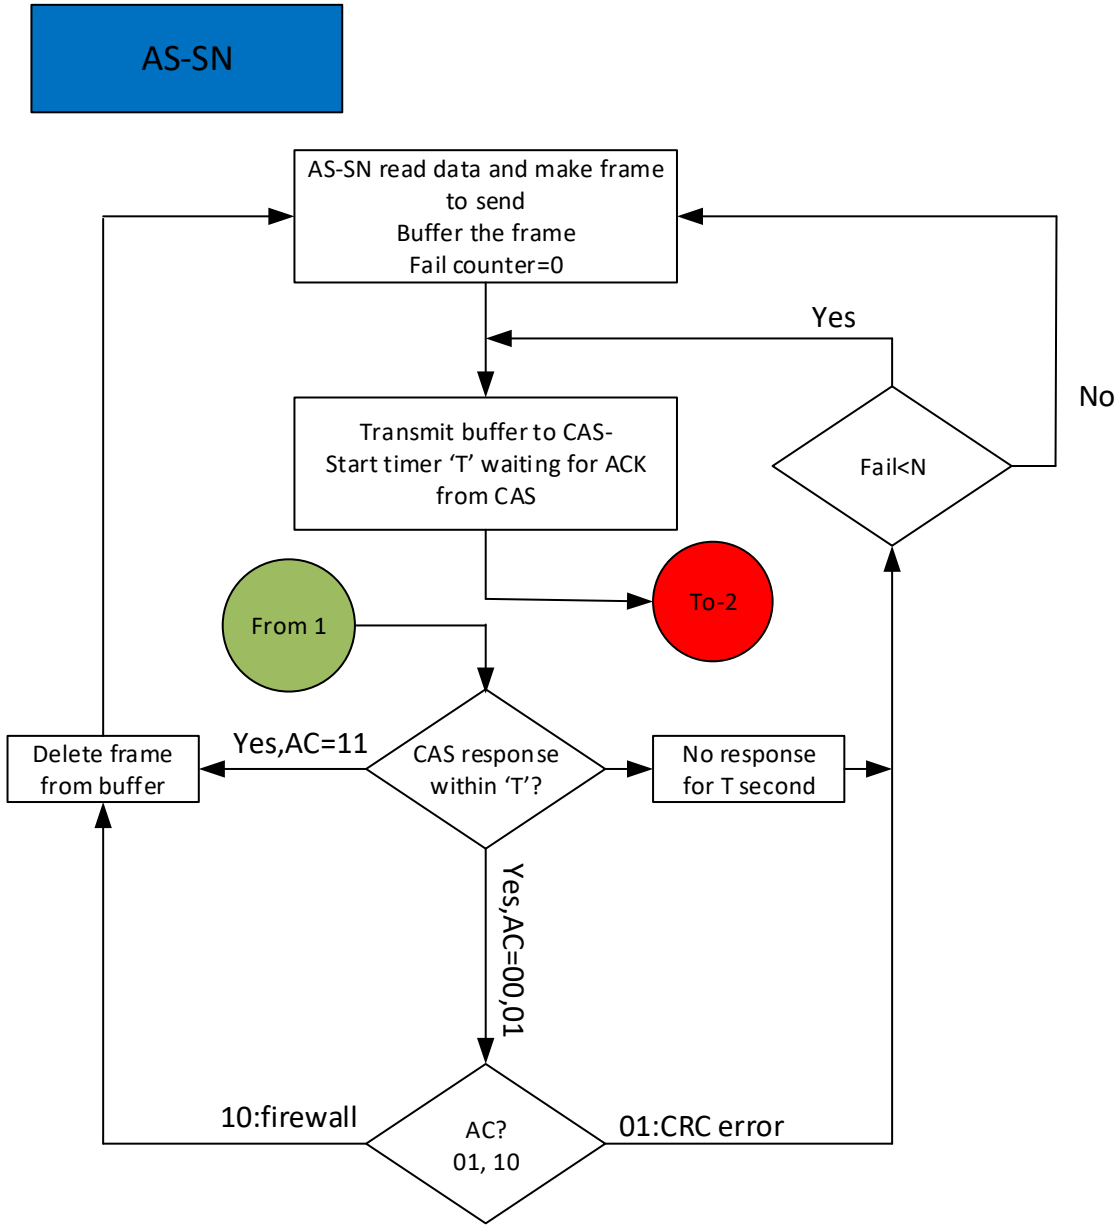 AS-SN
AS-SN read data and make frame
to send
Buffer the frame
Fail counter=0
Yes
No
Transmit buffer to CAS-
Start timer ‘T’ waiting for ACK
from CAS
Fail<N
To-2
From 1
Yes,AC=11
Delete frame
from buffer
CAS response
within ‘T’?
No response
for T second
Yes,AC=00,01
10:firewall
AC?
01, 10
01:CRC error